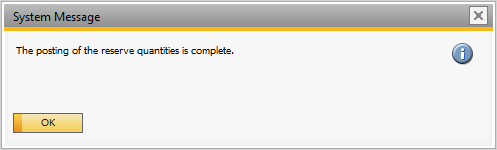 System Message
The posting of the reserve quantities is complete.
OK